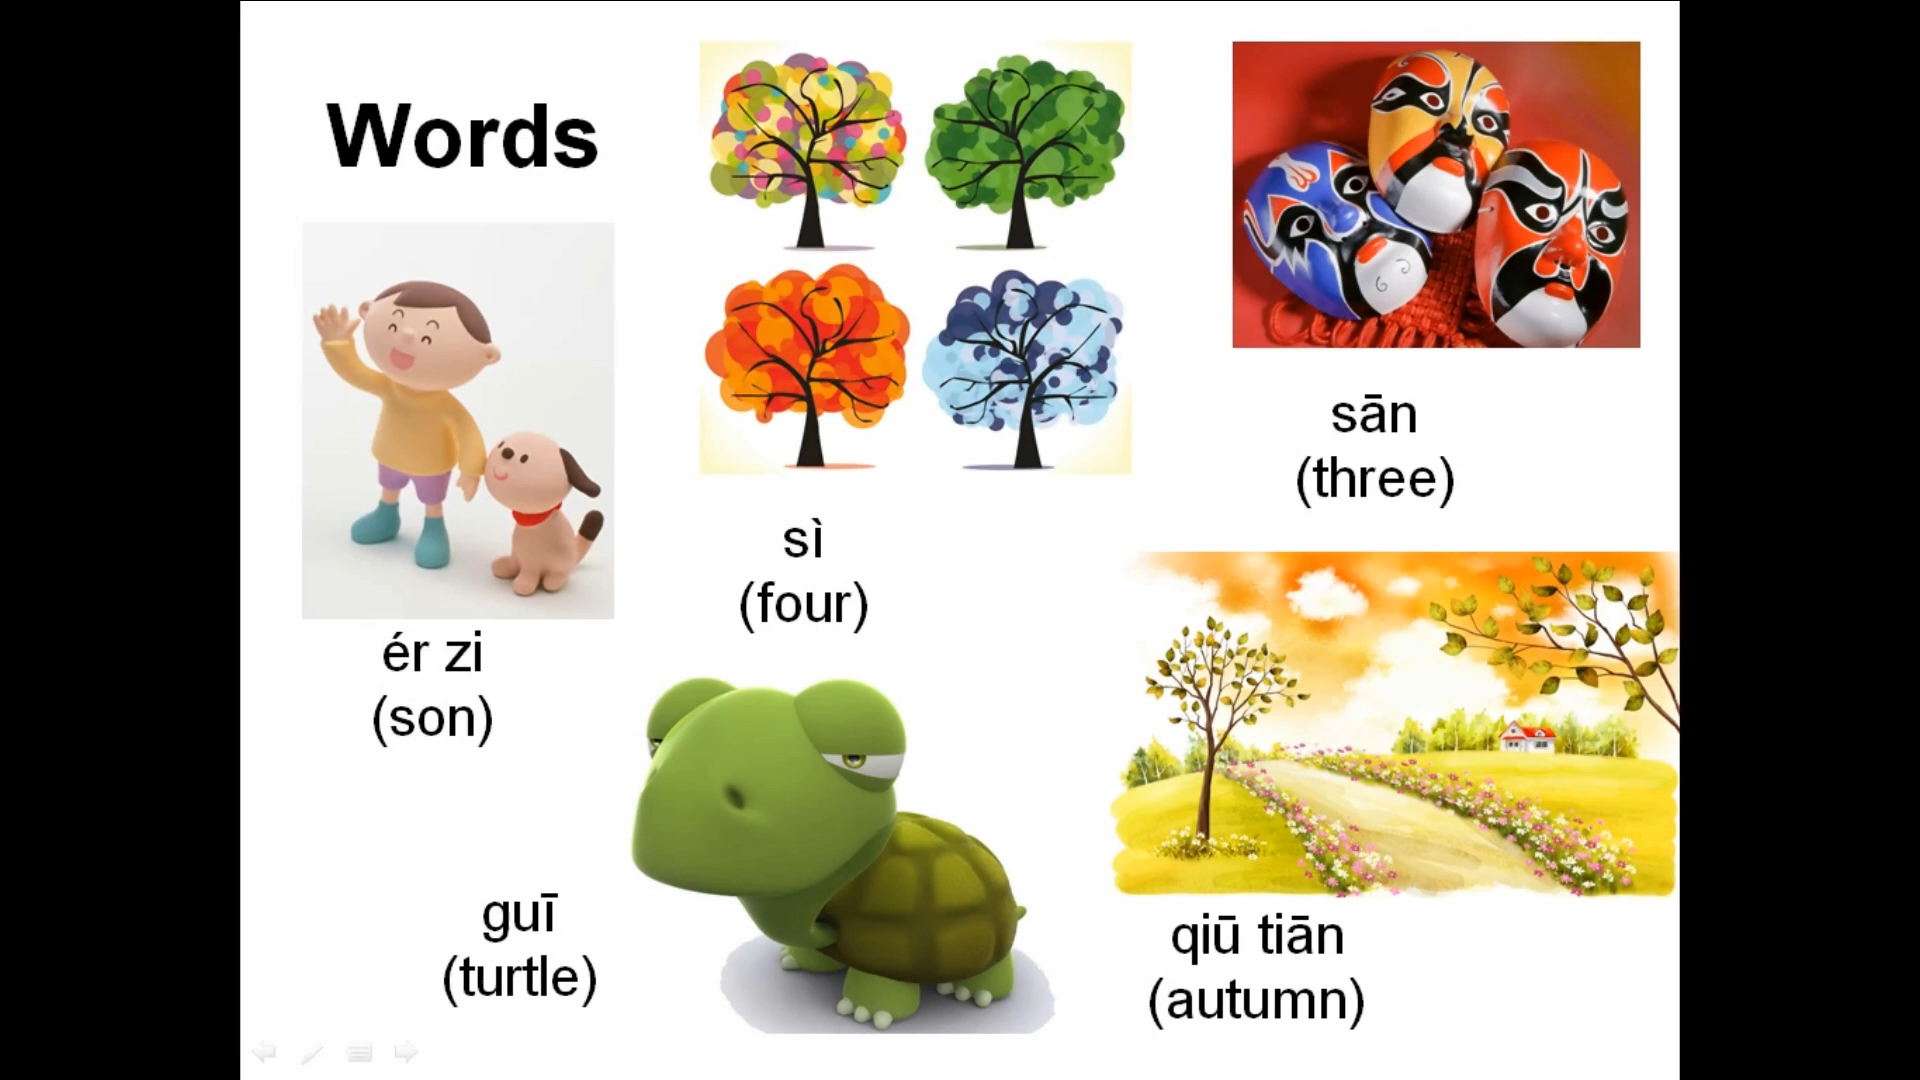 Words
ér zi
(son)
sì
(four)
sān
(three)
guī
(turtle)
qiū tiān
(autumn)